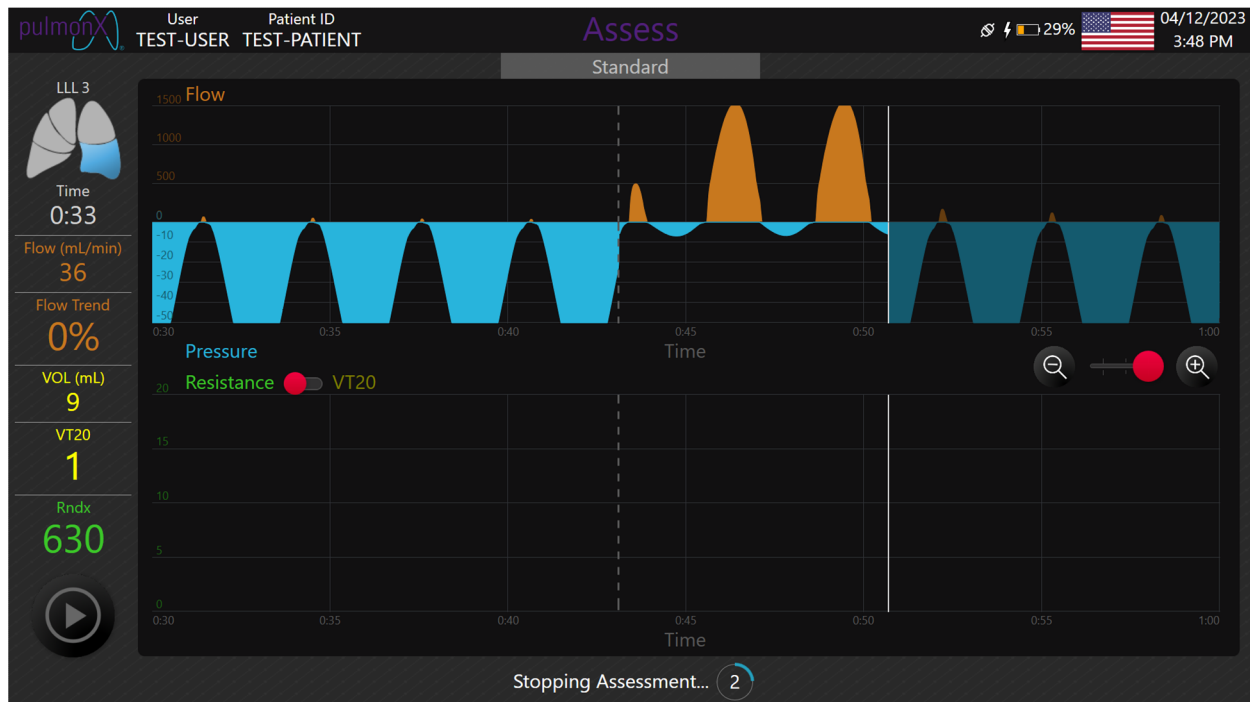 pulmonX
User
TEST-USER
Patient ID
TEST-PATIENT
Assess
29%
04/12/2023
3:48 PM
Standard
LLL 3
Time
0:33
Flow (mL/min)
36
Flow Trend
0%
VOL (mL)
9
VT20
1
Rndx
630
Flow
1500
1000
500
0
-10
-20
-30
-40
-50
0:30 0:35 0:40 0:45 0:50 0:55 1:00
Pressure
Time
Resistance VT20
20
15
10
5
0
0:30 0:35 0:40 0:45 0:50 0:55 1:00
Time
Stopping Assessment... 2